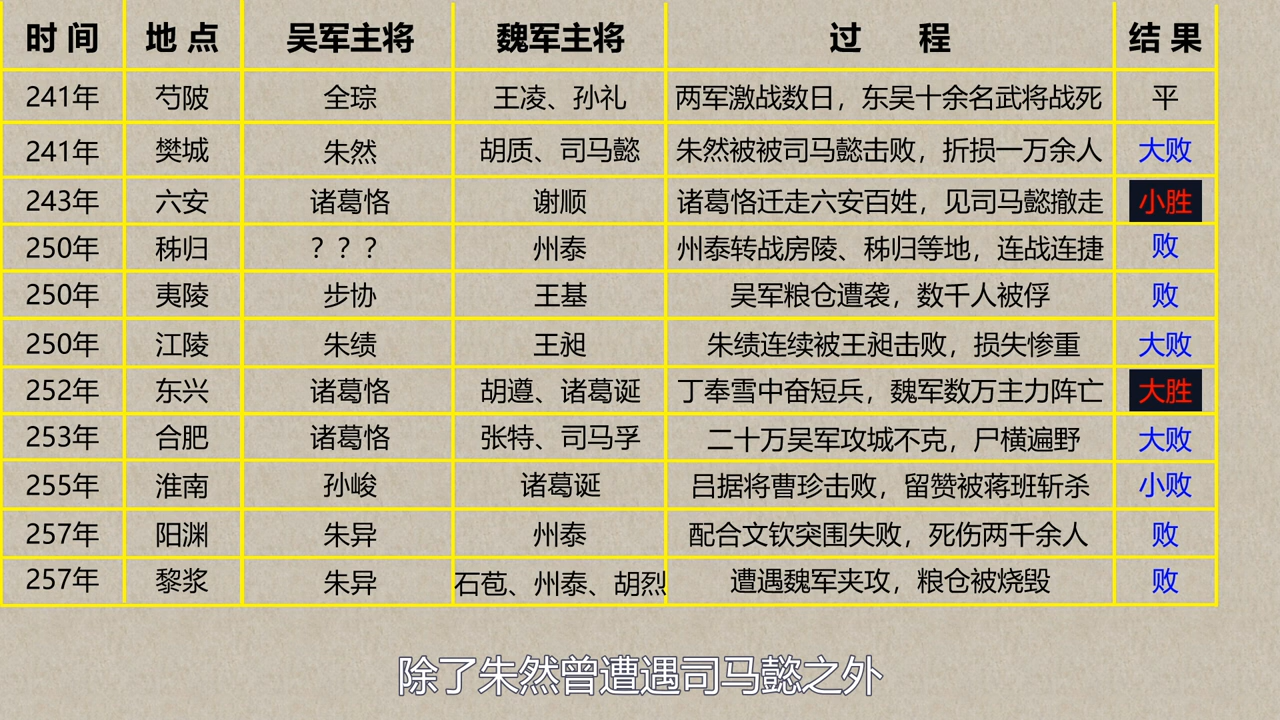 时间 地点 吴军主将 魏军主将 过程 结果
241年 芍陂 全琮 王凌、孙礼 两军激战数日，东吴十余名武将战死 平
241年 樊城 朱然 胡质、司马懿 朱然被被司马懿击败，折损一万余人 大败
243年 六安 诸葛恪 谢顺 诸葛恪迁走六安百姓，见司马懿撤走 小胜
250年 秭归 ？？？ 州泰 州泰转战房陵、秭归等地，连战连捷 败
250年 夷陵 步协 王基 吴军粮仓遭袭，数千人被俘 败
250年 江陵 朱绩 王昶 朱绩连续被王昶击败，损失惨重 大败
252年 东兴 诸葛恪 胡遵、诸葛诞 丁奉雪中奋短兵，魏军数万主力阵亡 大胜
253年 合肥 诸葛恪 张特、司马孚 二十万吴军攻城不克，尸横遍野 大败
255年 淮南 孙峻 诸葛诞 吕据将曹珍击败，留赞被蒋班斩杀 小败
257年 阳渊 朱异 州泰 配合文钦突围失败，死伤两千余人 败
257年 黎浆 朱异 石苞、州泰、胡烈 遭遇魏军夹攻，粮仓被烧毁 败
除了朱然曾遭遇司马懿之外